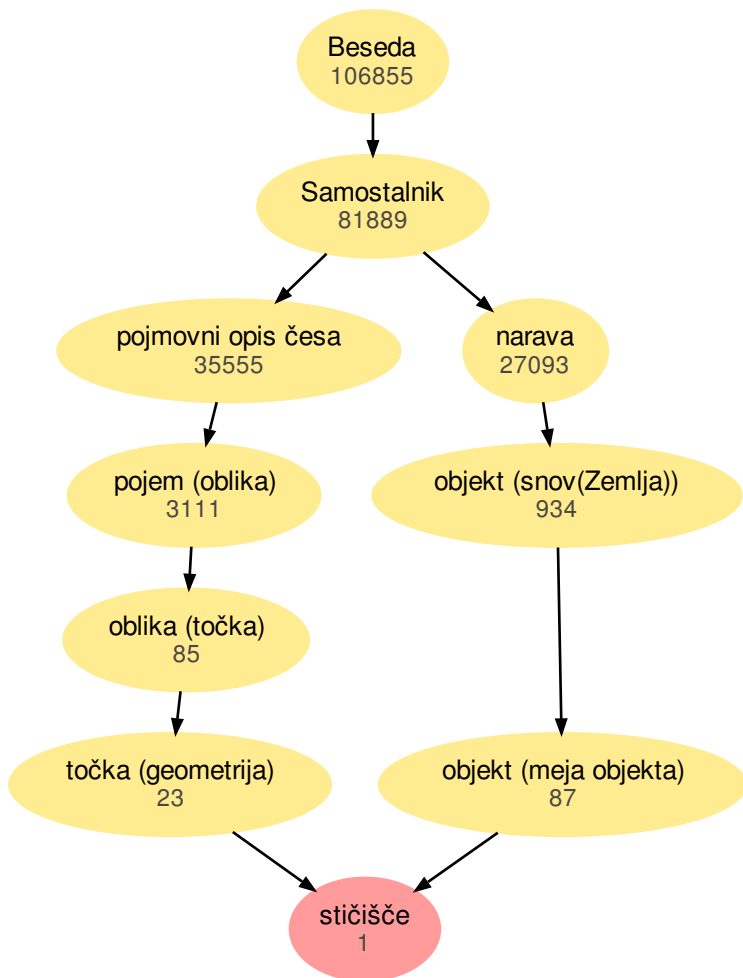 Beseda
106855
Samostalnik
81889
pojmovni opis česa
35555
narava
27093
pojem (oblika)
3111
objekt (snov(Zemlja))
934
oblika (točka)
85
točka (geometrija)
23
objekt (meja objekta)
87
stičišče
1